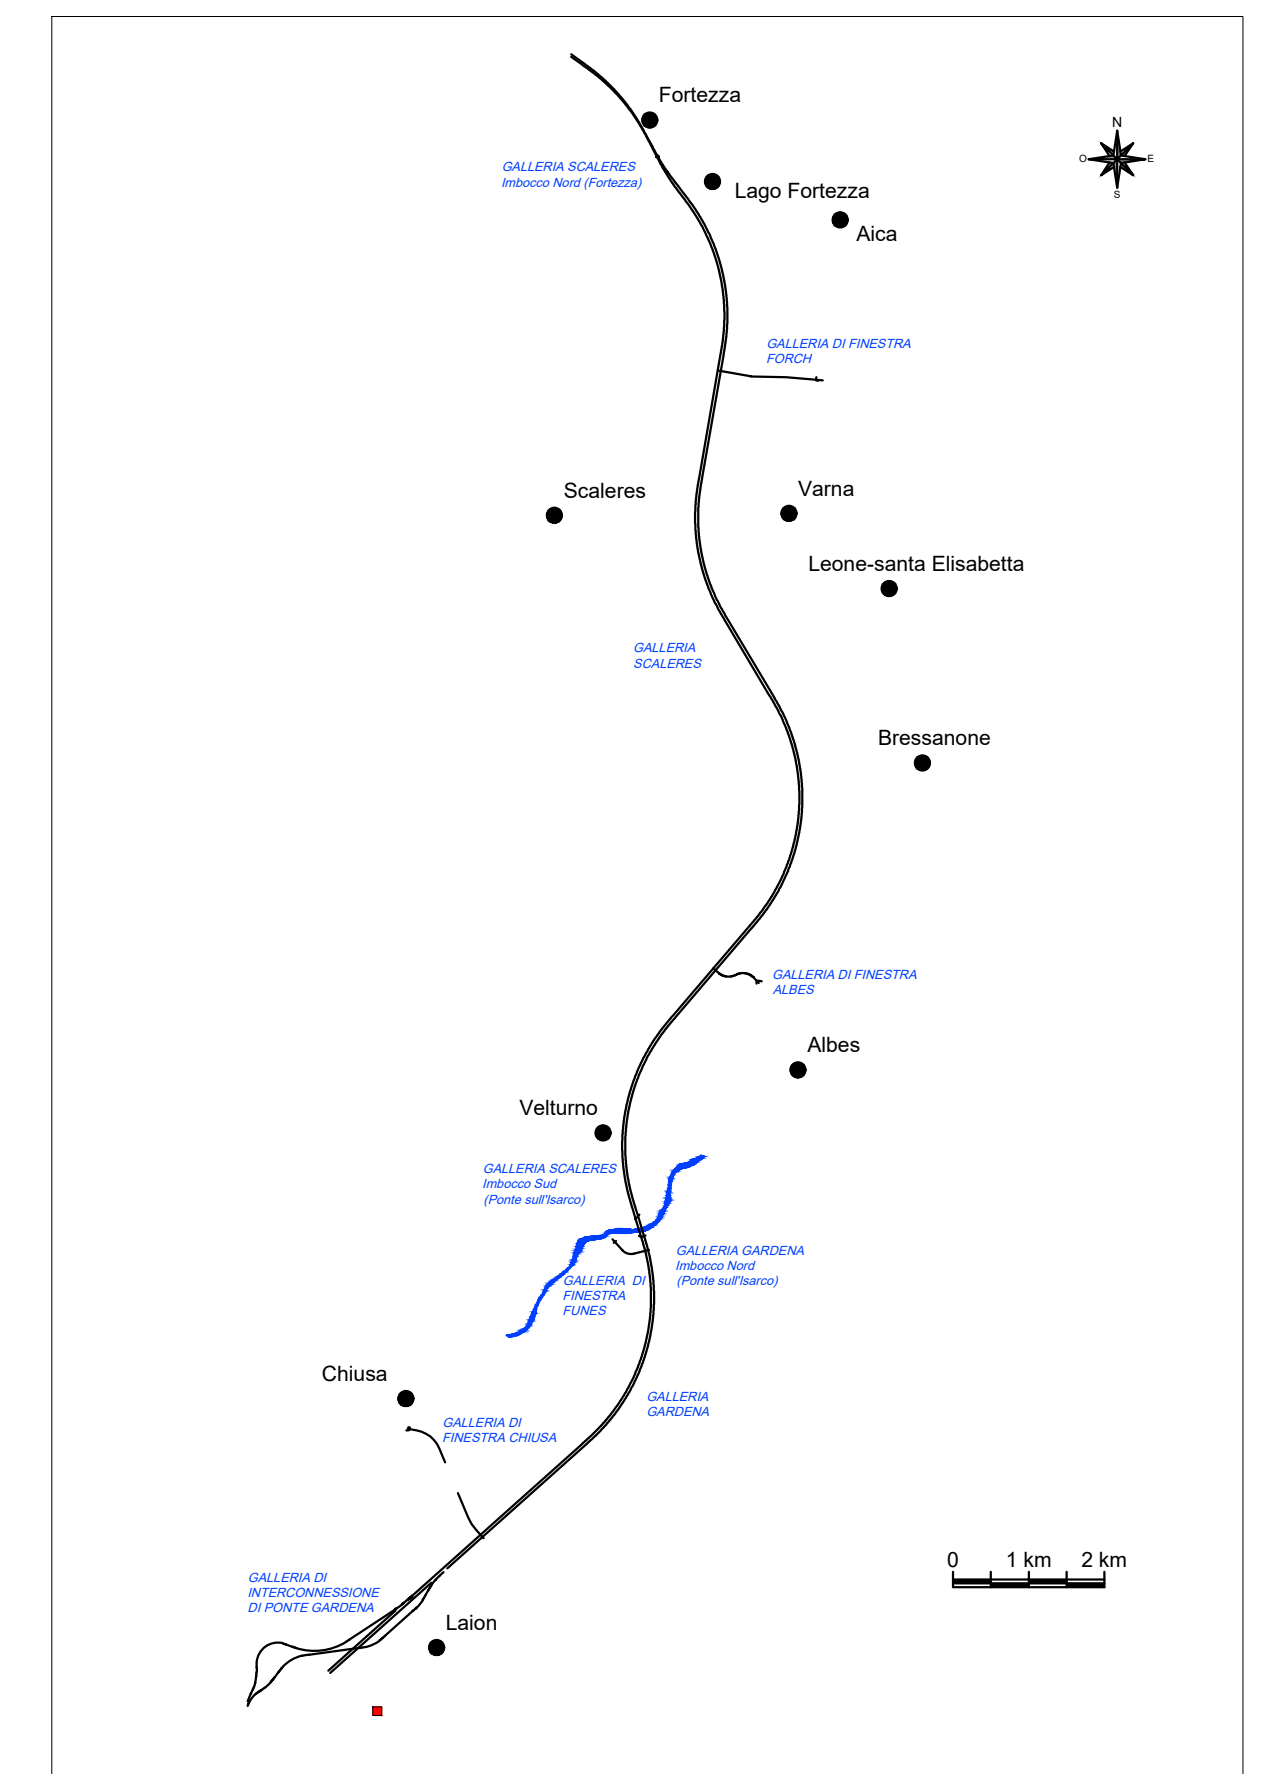 Fortezza
N
O
E
S
GALLERIA SCALERES
Imbocco Nord (Fortezza)
Lago Fortezza
Aica
GALLERIA DI FINESTRA
FORCH
Scaleres
Varna
Leone-santa Elisabetta
GALLERIA
SCALERES
Bressanone
GALLERIA DI FINESTRA
ALBES
Albes
Velturno
GALLERIA SCALERES
Imbocco Sud
(Ponte sull'Isarco)
GALLERIA GARDENA
Imbocco Nord
(Ponte sull'Isarco)
GALLERIA DI
FINESTRA
FUNES
Chiusa
GALLERIA
GARDENA
GALLERIA DI
FINESTRA CHIUSA
0 1 km 2 km
GALLERIA DI
INTERCONNESSIONE
DI PONTE GARDENA
Laion